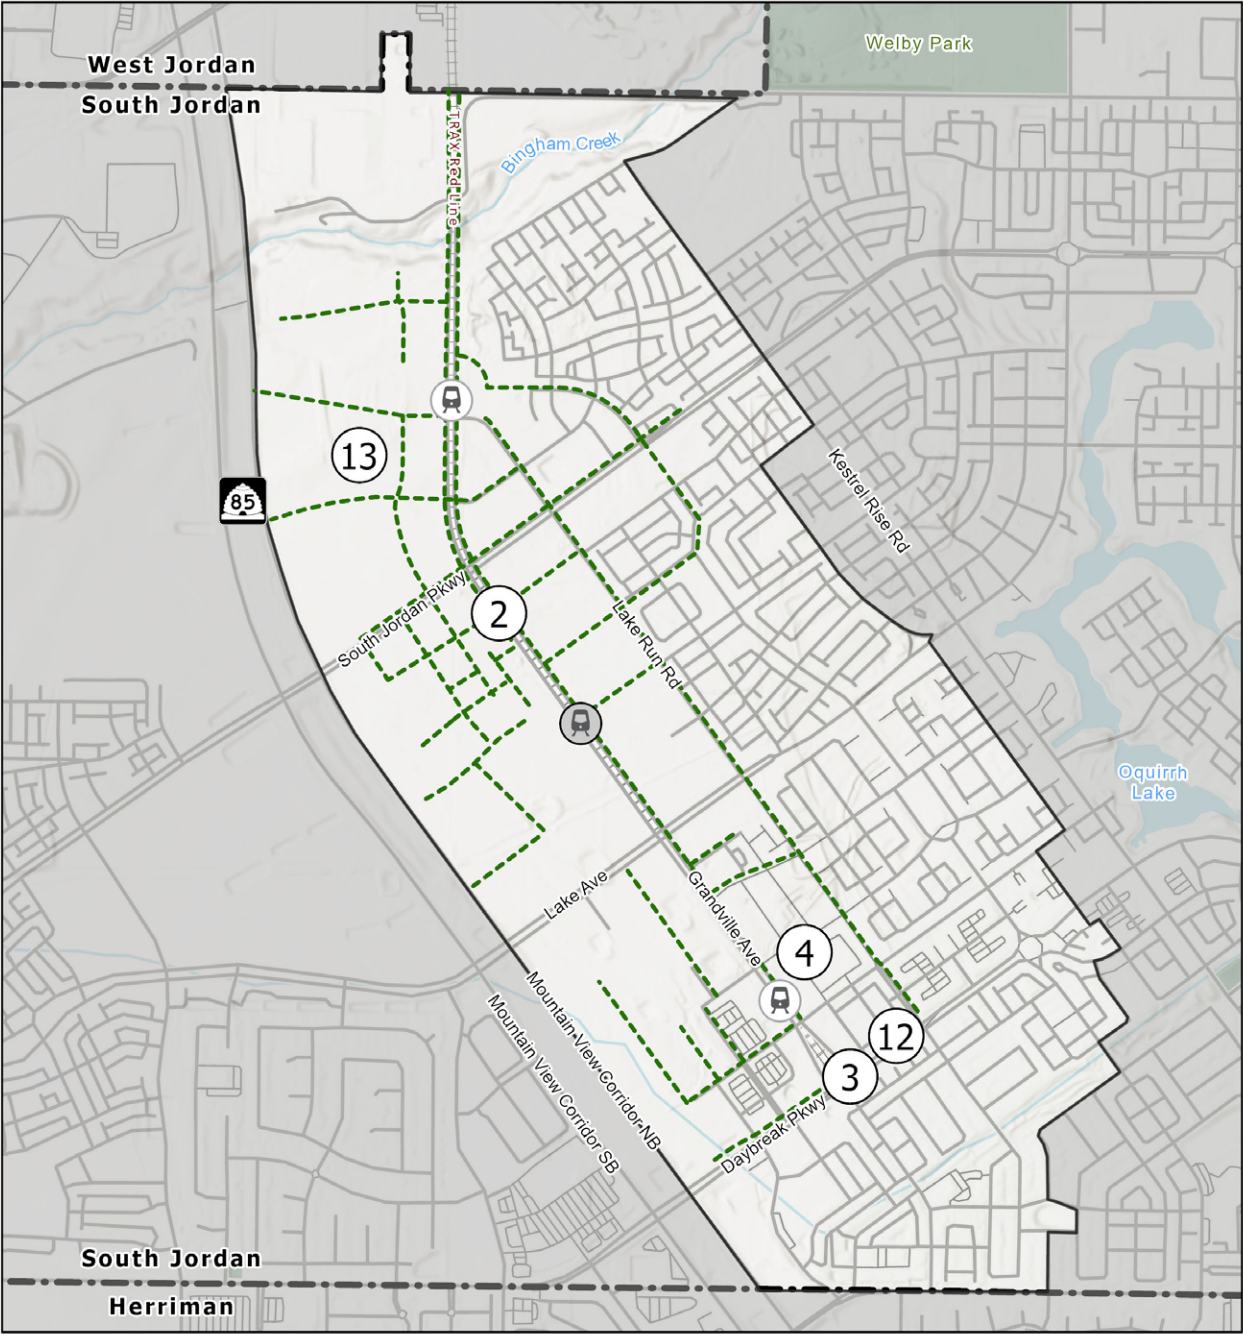 West Jordan
South Jordan
Welby Park
TRAX Red Line
Bingham Creek
13
85
Kestrel Rise Rd
South Jordan Pkwy
2
Lake Run Rd
Oquirrh
Lake
Lake Ave
Grandville Ave
4
12
3
Mountain View Corridor NB
Mountain View Corridor SB
Daybreak Pkwy
South Jordan
Herriman